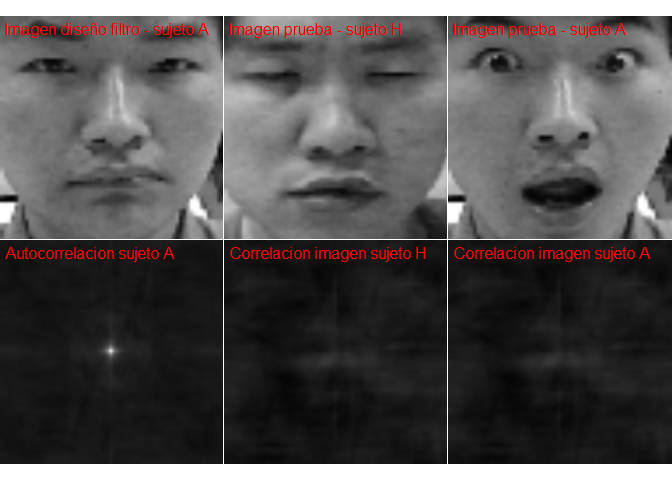 Imagen diseño filtro - sujeto A
Imagen prueba - sujeto H
Imagen prueba - sujeto A
Autocorrelacion sujeto A
Correlacion imagen sujeto H
Correlacion imagen sujeto A